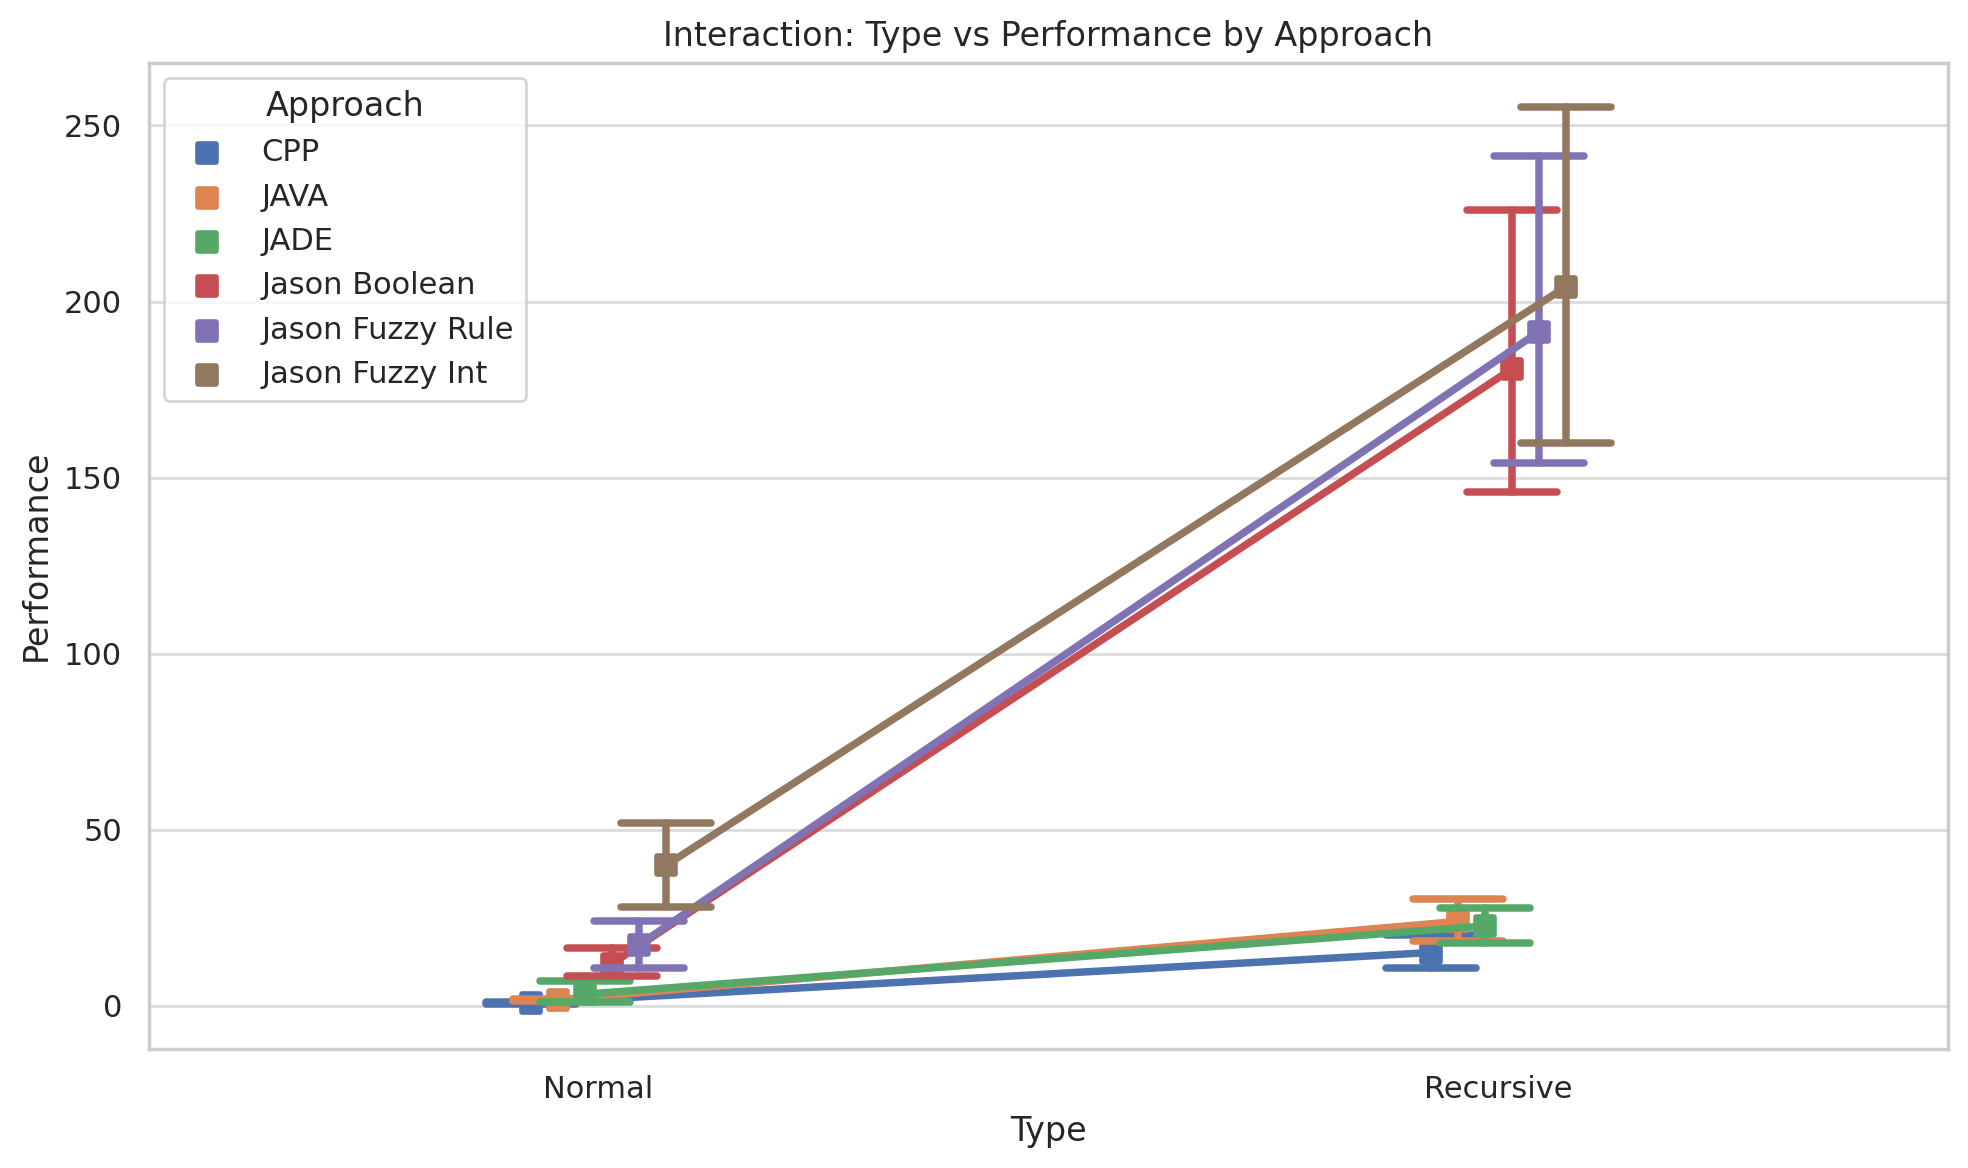 Interaction: Type vs Performance by Approach
Approach
CPP
JAVA
JADE
Jason Boolean
Jason Fuzzy Rule
Jason Fuzzy Int
Performance
250
200
150
100
50
0
Normal
Recursive
Type